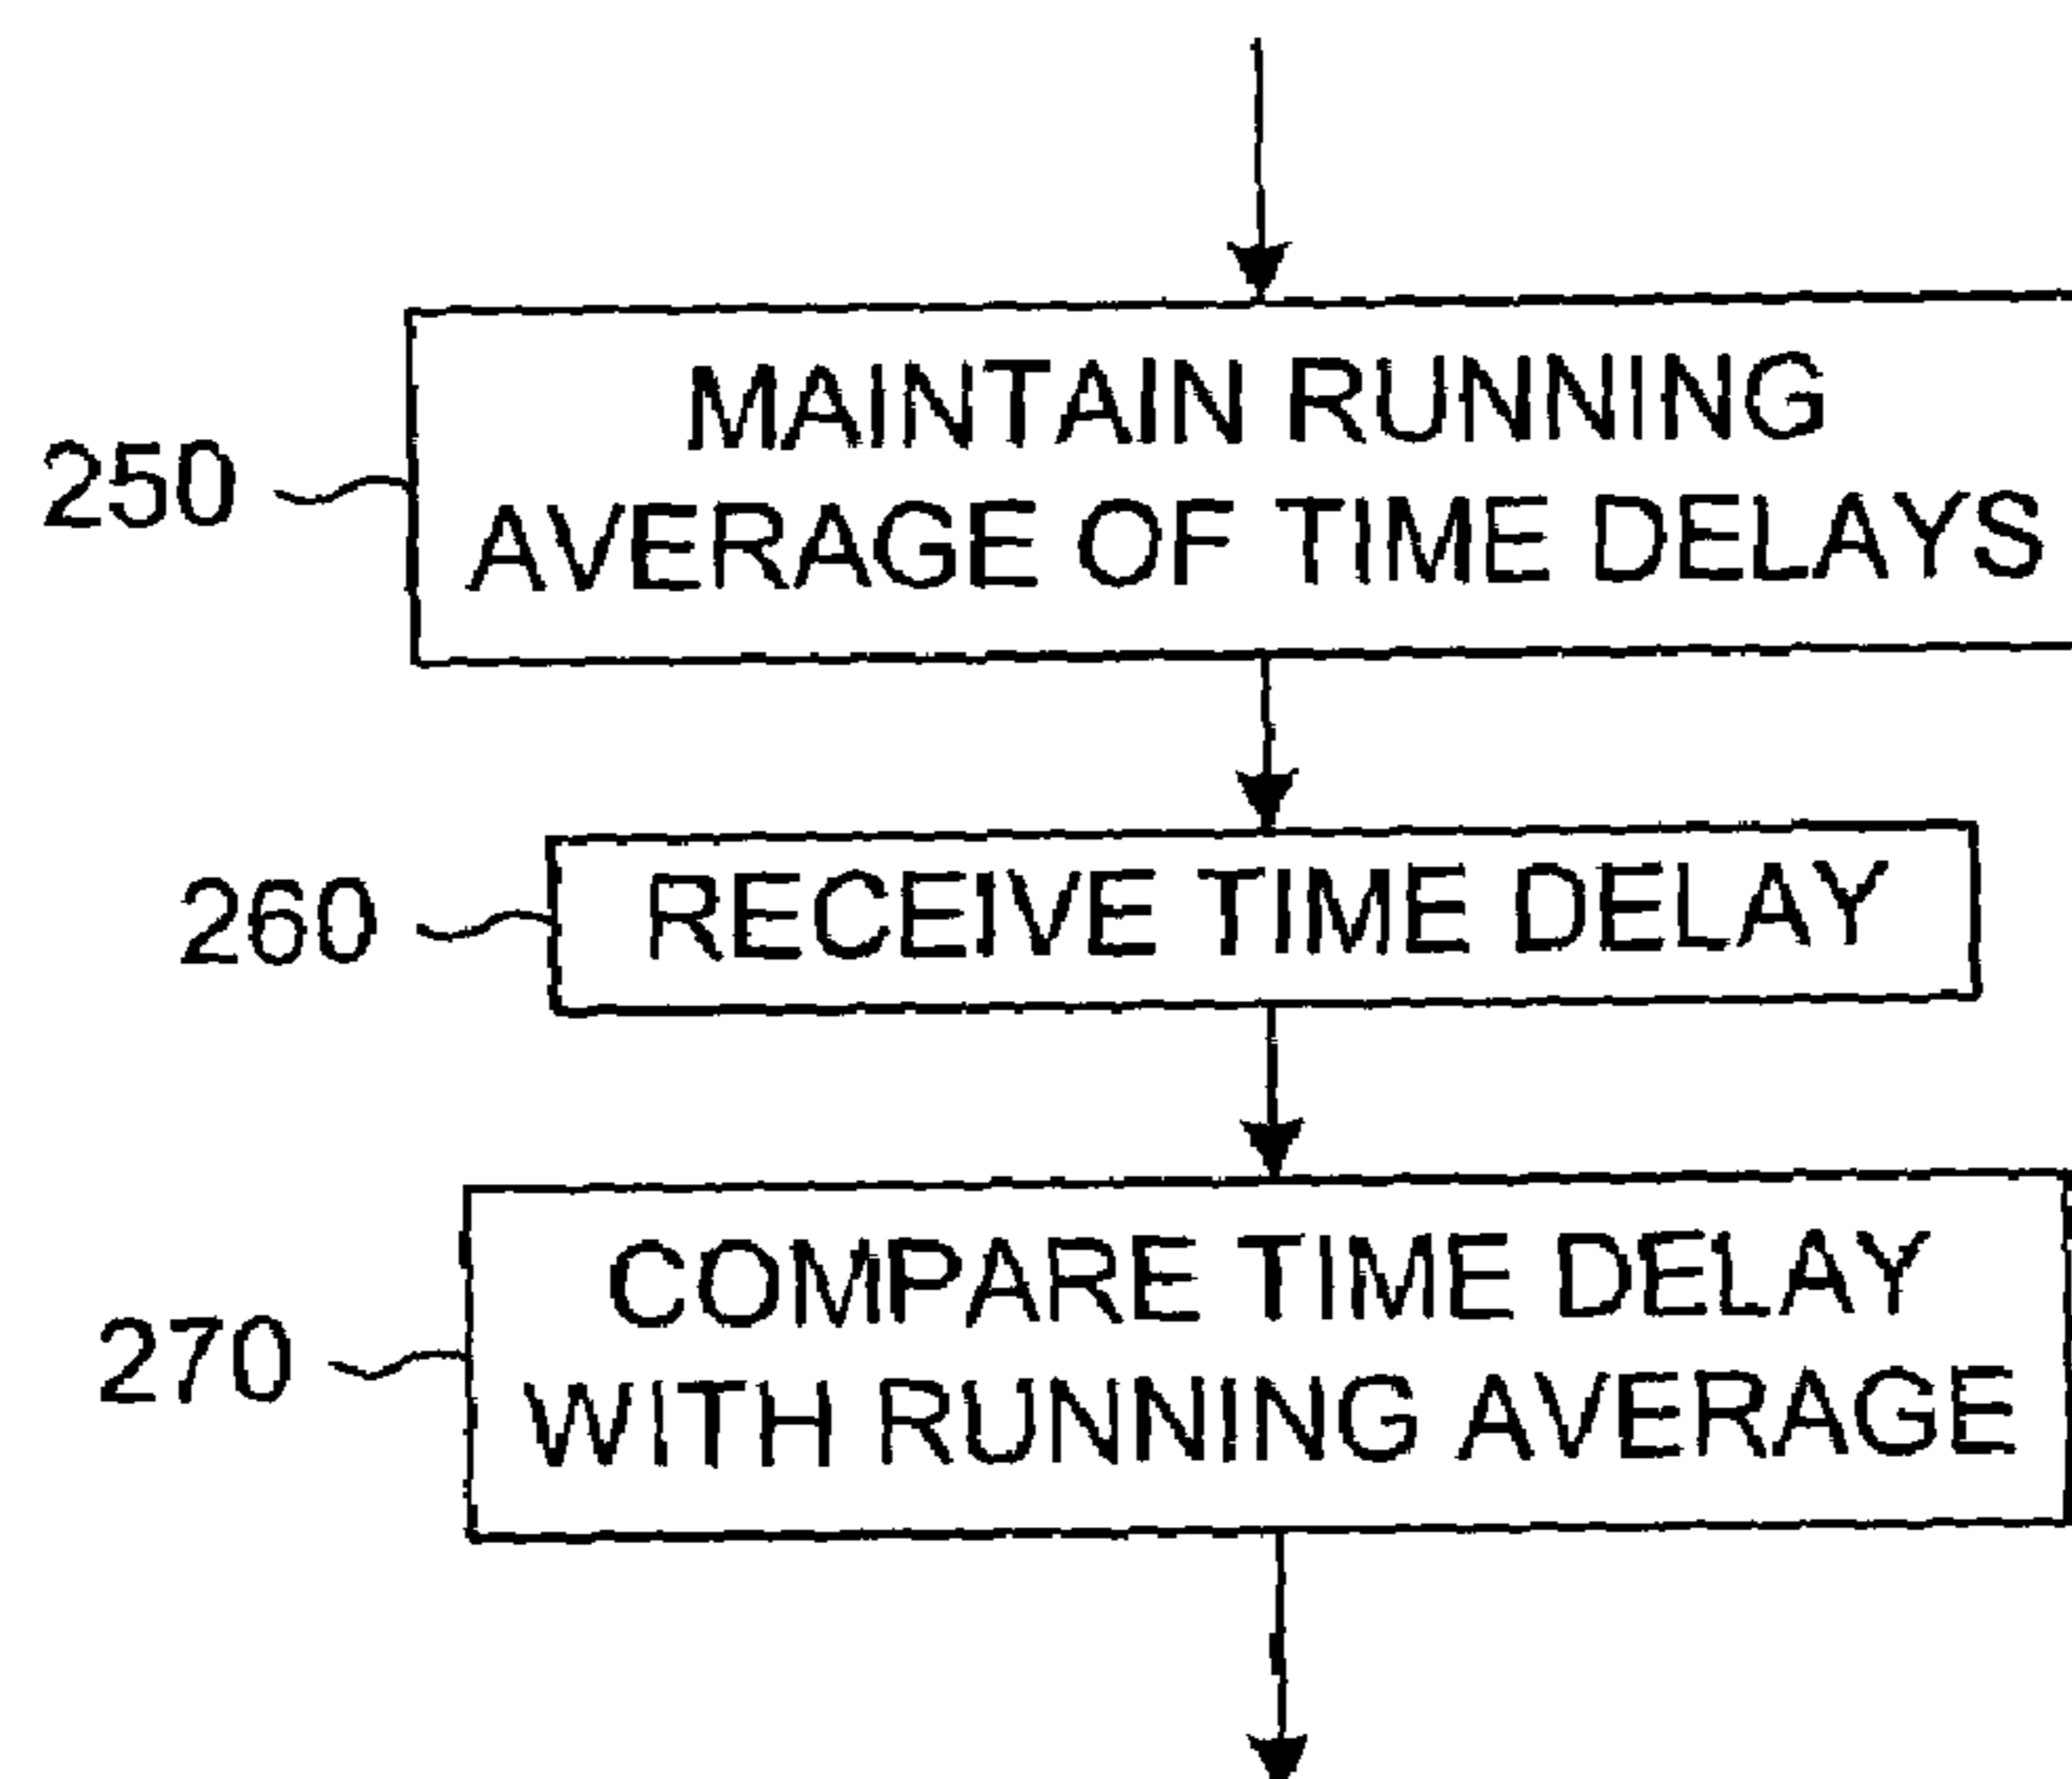 MAINTAIN RUNNING
250
AVERAGE OF TIME DELAYS
260
RECEIVE TIME DELAY
COMPARE TIME DELAY
270
WITH RUNNING AVERAGE